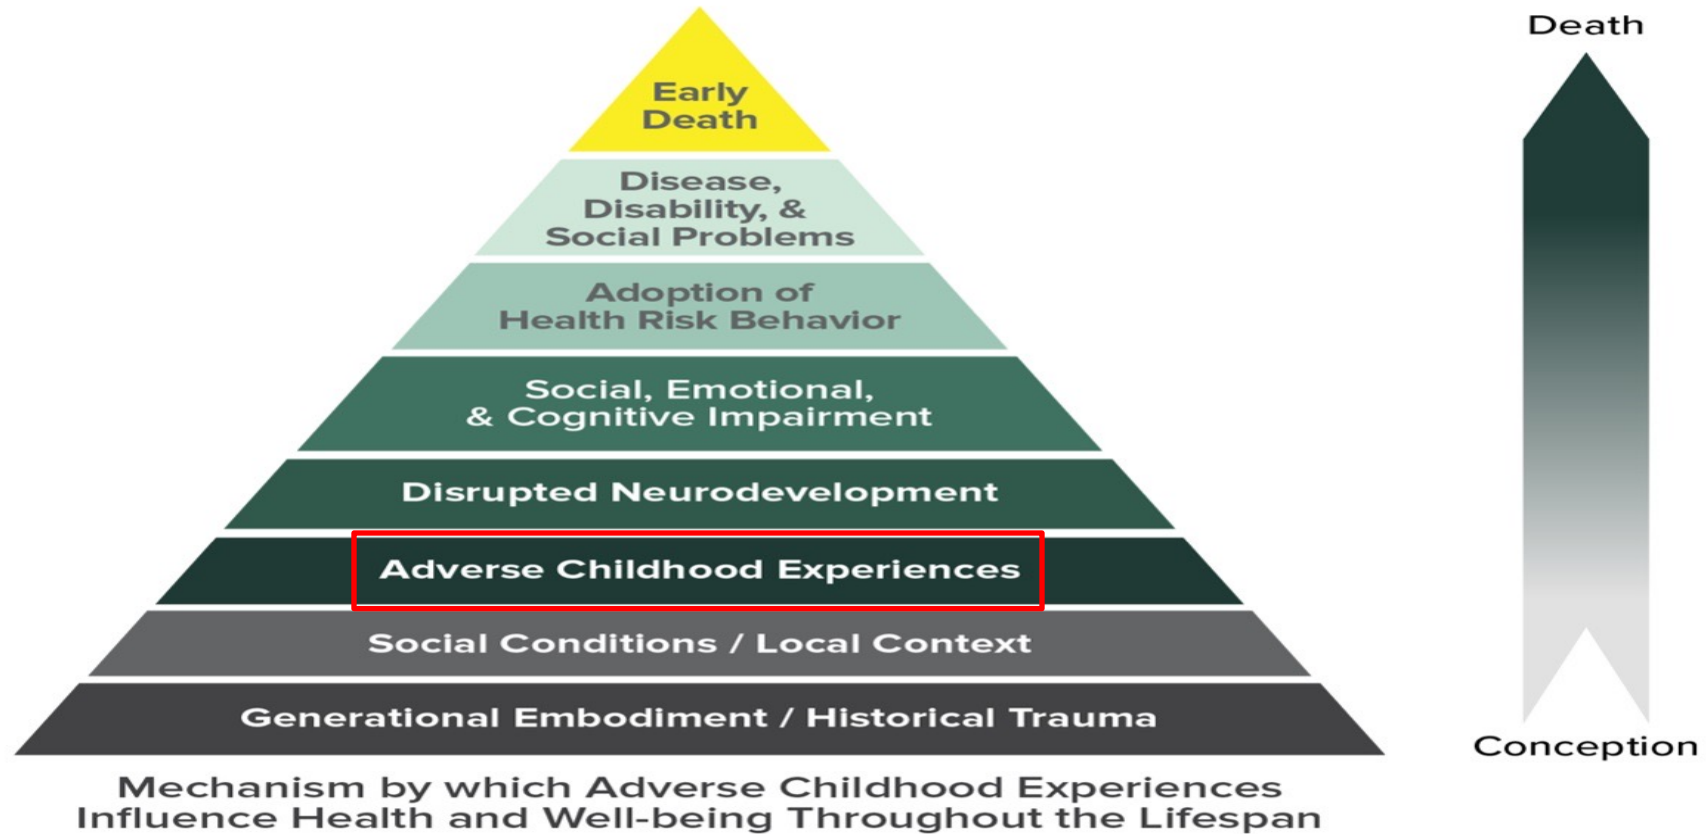 Death
Early
Death
Disease,
Disability, &
Social Problems
Adoption of
Health Risk Behavior
Social, Emotional,
& Cognitive Impairment
Disrupted Neurodevelopment
Adverse Childhood Experiences
Social Conditions / Local Context
Generational Embodiment / Historical Trauma
Conception
Mechanism by which Adverse Childhood Experiences
Influence Health and Well-being Throughout the Lifespan